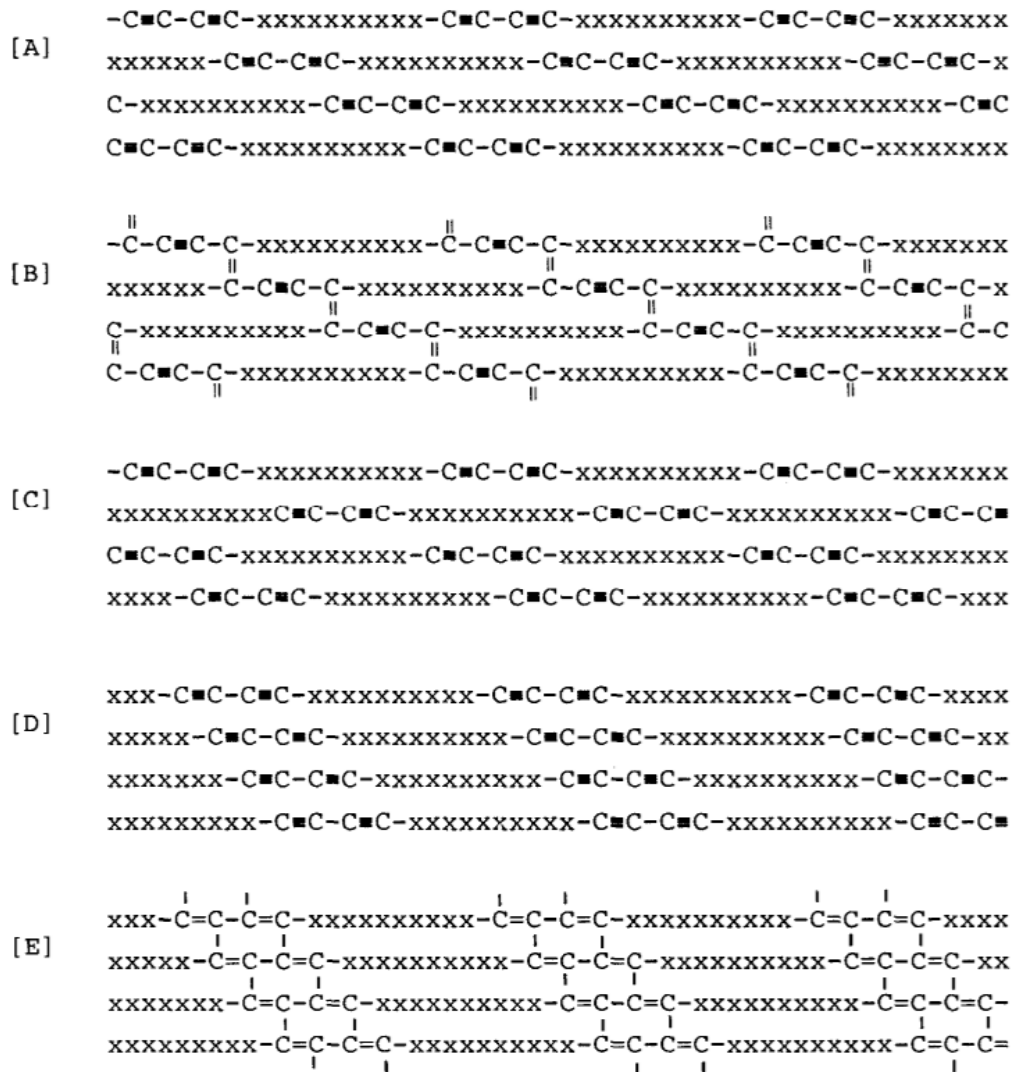 [A]
-C≡C-C≡C-xxxxxxxxxx-C≡C-C≡C-xxxxxxxxxx-C≡C-C≡C-xxxxxxx
xxxxxx-C≡C-C≡C-xxxxxxxxxx-C≡C-C≡C-xxxxxxxxxx-C≡C-C≡C-x
C-xxxxxxxxxx-C≡C-C≡C-xxxxxxxxxx-C≡C-C≡C-xxxxxxxxxx-C≡C
C≡C-C≡C-xxxxxxxxxx-C≡C-C≡C-xxxxxxxxxx-C≡C-C≡C-xxxxxxxx
[B]
-C-C≡C-C-xxxxxxxxxx-C-C≡C-C-xxxxxxxxxx-C-C≡C-C-xxxxxxx
xxxxxx-C-C≡C-C-xxxxxxxxxx-C-C≡C-C-xxxxxxxxxx-C-C≡C-C-x
C-xxxxxxxxxx-C-C≡C-C-xxxxxxxxxx-C-C≡C-C-xxxxxxxxxx-C-C
C-C≡C-C-xxxxxxxxxx-C-C≡C-C-xxxxxxxxxx-C-C≡C-C-xxxxxxxx
[C]
-C≡C-C≡C-xxxxxxxxxx-C≡C-C≡C-xxxxxxxxxx-C≡C-C≡C-xxxxxxx
xxxxxxxxxxC≡C-C≡C-xxxxxxxxxx-C≡C-C≡C-xxxxxxxxxx-C≡C-C≡
C≡C-C≡C-xxxxxxxxxx-C≡C-C≡C-xxxxxxxxxx-C≡C-C≡C-xxxxxxxx
xxxx-C≡C-C≡C-xxxxxxxxxx-C≡C-C≡C-xxxxxxxxxx-C≡C-C≡C-xxx
[D]
xxx-C≡C-C≡C-xxxxxxxxxx-C≡C-C≡C-xxxxxxxxxx-C≡C-C≡C-xxxx
xxxxx-C≡C-C≡C-xxxxxxxxxx-C≡C-C≡C-xxxxxxxxxx-C≡C-C≡C-xx
xxxxxxx-C≡C-C≡C-xxxxxxxxxx-C≡C-C≡C-xxxxxxxxxx-C≡C-C≡C-
xxxxxxxxx-C≡C-C≡C-xxxxxxxxxx-C≡C-C≡C-xxxxxxxxxx-C≡C-C≡
[E]
xxx-C=C-C=C-xxxxxxxxxx-C=C-C=C-xxxxxxxxxx-C=C-C=C-xxxx
xxxxx-C=C-C=C-xxxxxxxxxx-C=C-C=C-xxxxxxxxxx-C=C-C=C-xx
xxxxxxx-C=C-C=C-xxxxxxxxxx-C=C-C=C-xxxxxxxxxx-C=C-C=C-
xxxxxxxxx-C=C-C=C-xxxxxxxxxx-C=C-C=C-xxxxxxxxxx-C=C-C=